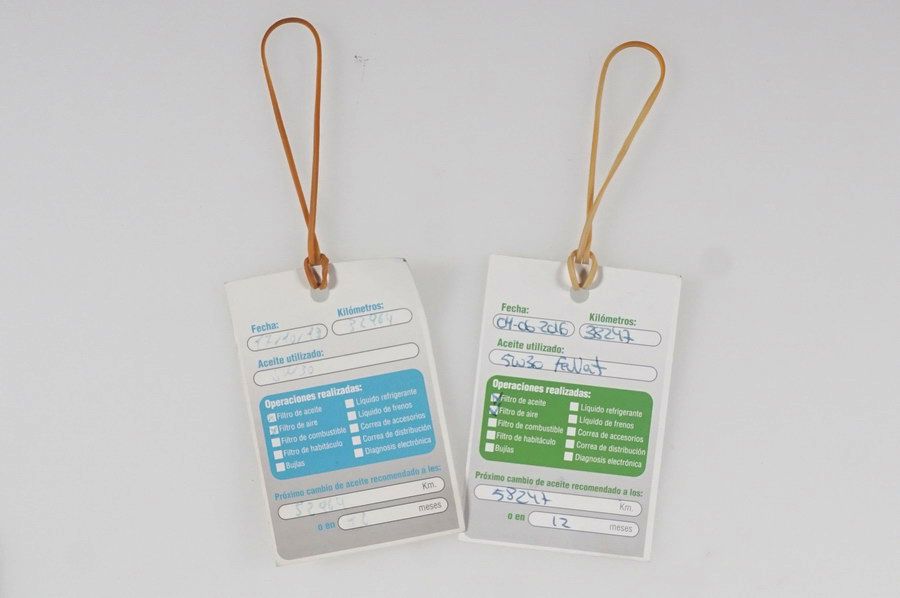 Fecha:
Kilómetros:
Aceite utilizado:
Operaciones realizadas:
Filtro de aceite
Filtro de aire
Filtro de combustible
Filtro de habitáculo
Bujías
Líquido refrigerante
Líquido de frenos
Correa de accesorios
Correa de distribución
Diagnosis electrónica
Próximo cambio de aceite recomendado a los:
Km.
o en 12 meses
Fecha:
Kilómetros:
04-06 2016
38247
Aceite utilizado:
5W30
Operaciones realizadas:
Filtro de aceite
Filtro de aire
Filtro de combustible
Filtro de habitáculo
Bujías
Líquido refrigerante
Líquido de frenos
Correa de accesorios
Correa de distribución
Diagnosis electrónica
Próximo cambio de aceite recomendado a los:
58247 Km.
o en 12 meses